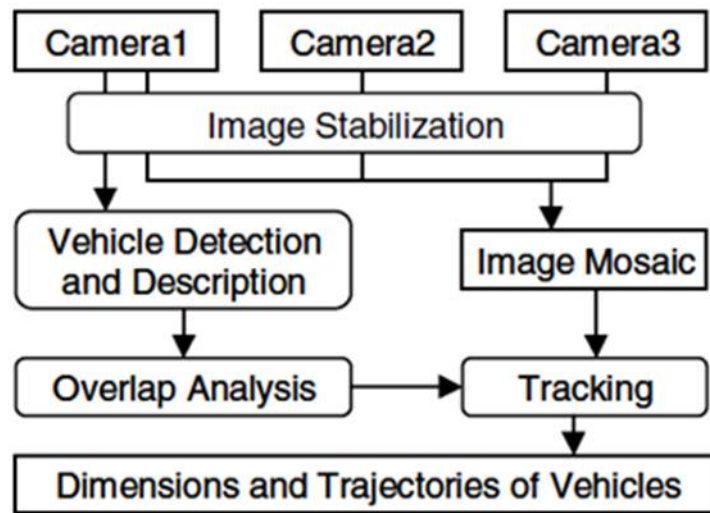 Camera1
Camera2
Camera3
Image Stabilization
Vehicle Detection
and Description
Image Mosaic
Overlap Analysis
Tracking
Dimensions and Trajectories of Vehicles